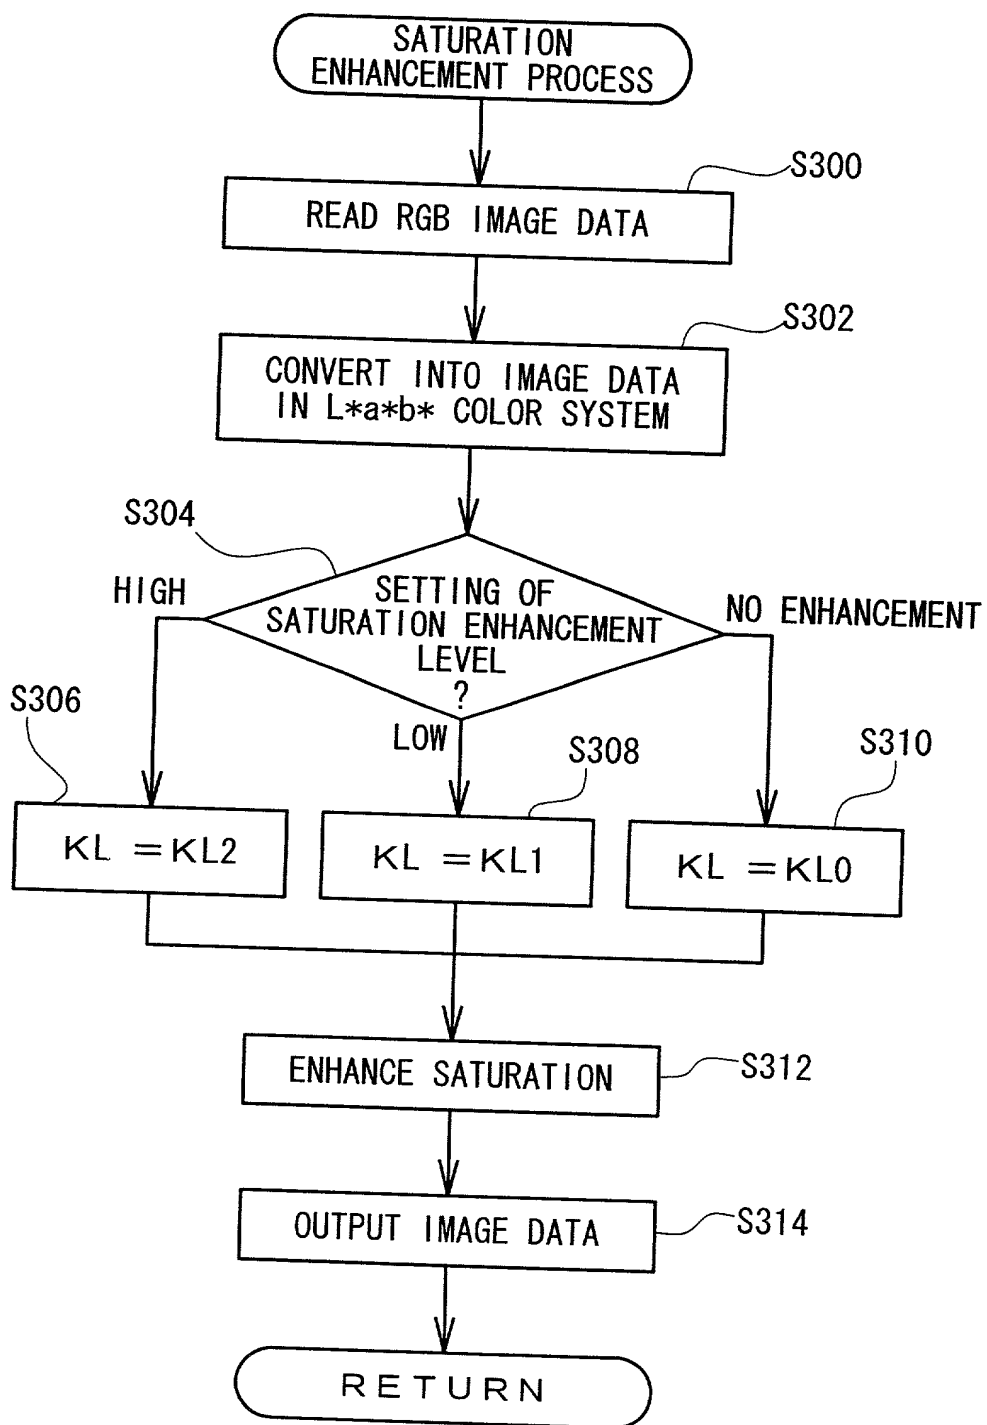 SATURATION
ENHANCEMENT PROCESS
S300
READ RGB IMAGE DATA
S302
CONVERT INTO IMAGE DATA
IN L*a*b* COLOR SYSTEM
S304
HIGH
SETTING OF
SATURATION ENHANCEMENT
LEVEL
?
NO ENHANCEMENT
LOW
S306
S308
S310
KL = KL2
KL = KL1
KL = KL0
ENHANCE SATURATION
S312
OUTPUT IMAGE DATA
S314
RETURN